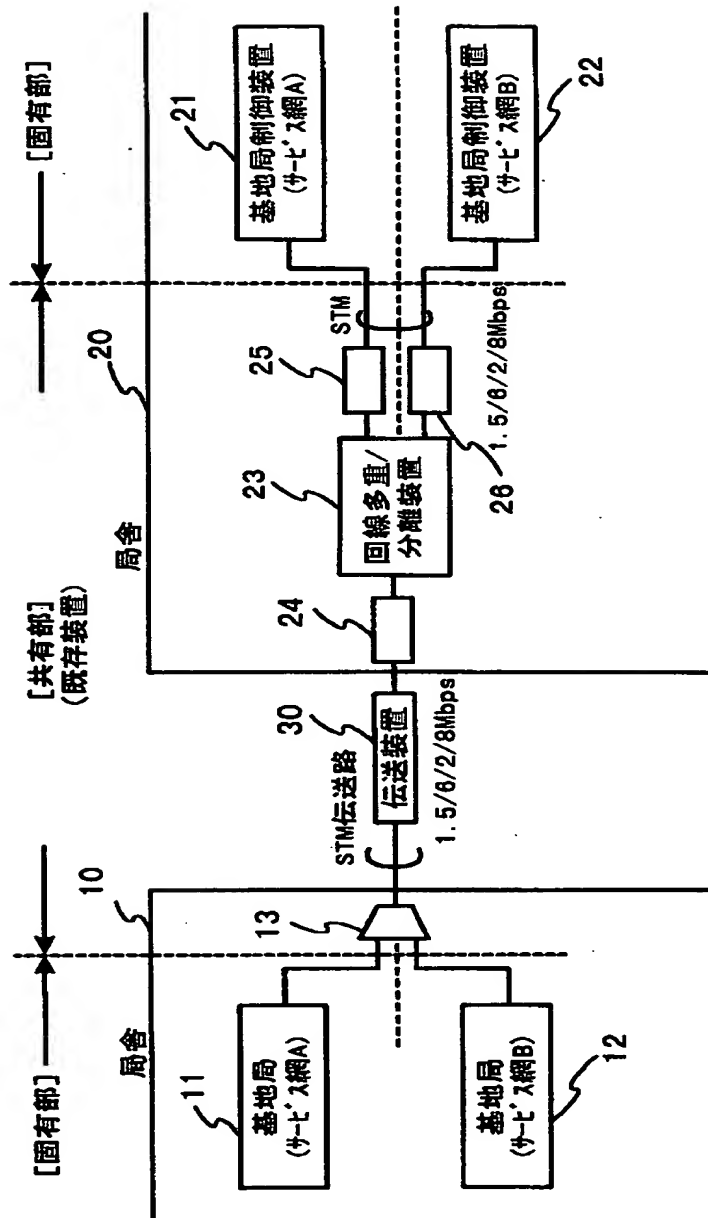 [固有部]
[共有部]
(既存装置)
[固有部]
局舎
10
11
基地局
(ｻｰﾋﾞｽ網A)
基地局
(ｻｰﾋﾞｽ網B)
12
13
STM伝送路
30
伝送装置
1.5/6/2/8Mbps
局舎
20
24
23
回線多重/
分離装置
25
26
STM
1.5/6/2/8Mbps
21
基地局制御装置
(ｻｰﾋﾞｽ網A)
基地局制御装置
(ｻｰﾋﾞｽ網B)
22